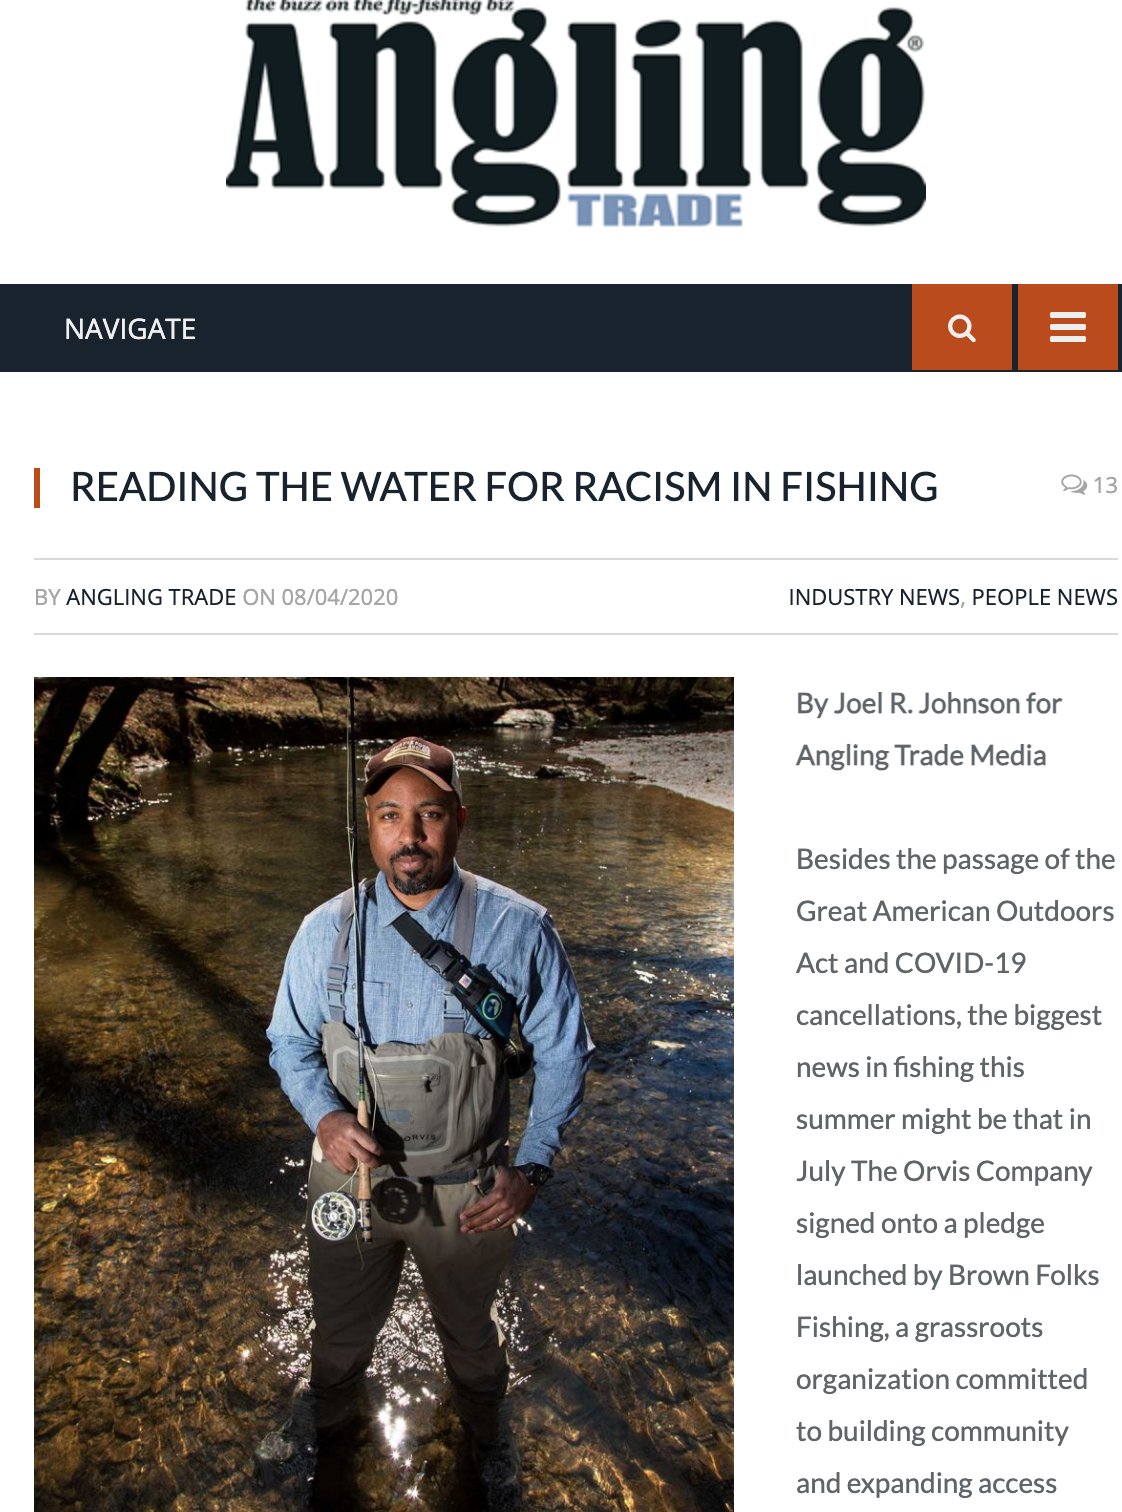 the buzz on the fly-fishing biz
Angling®
TRADE
NAVIGATE
READING THE WATER FOR RACISM IN FISHING
13
BY ANGLING TRADE ON 08/04/2020
INDUSTRY NEWS, PEOPLE NEWS
By Joel R. Johnson for
Angling Trade Media
Besides the passage of the
Great American Outdoors
Act and COVID-19
cancellations, the biggest
news in fishing this
summer might be that in
July The Orvis Company
signed onto a pledge
launched by Brown Folks
Fishing, a grassroots
organization committed
to building community
and expanding access
ORVIS